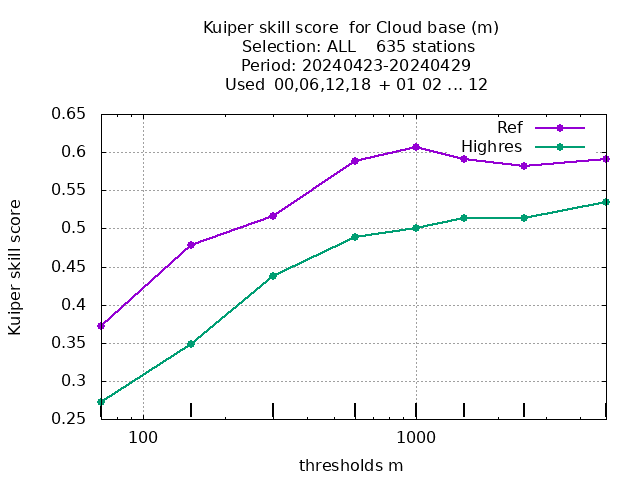 Kuiper skill score  for Cloud base (m)
Selection: ALL    635 stations
Period: 20240423-20240429
Used  00,06,12,18  + 01 02 ... 12
Ref
Highres
0.65
0.6
0.55
0.5
0.45
0.4
0.35
0.3
0.25
Kuiper skill score
100
1000
thresholds m